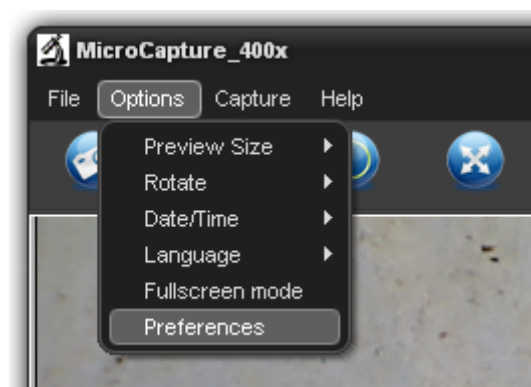 MicroCapture_400x
File Options Capture Help
Preview Size
Rotate
Date/Time
Language
Fullscreen mode
Preferences